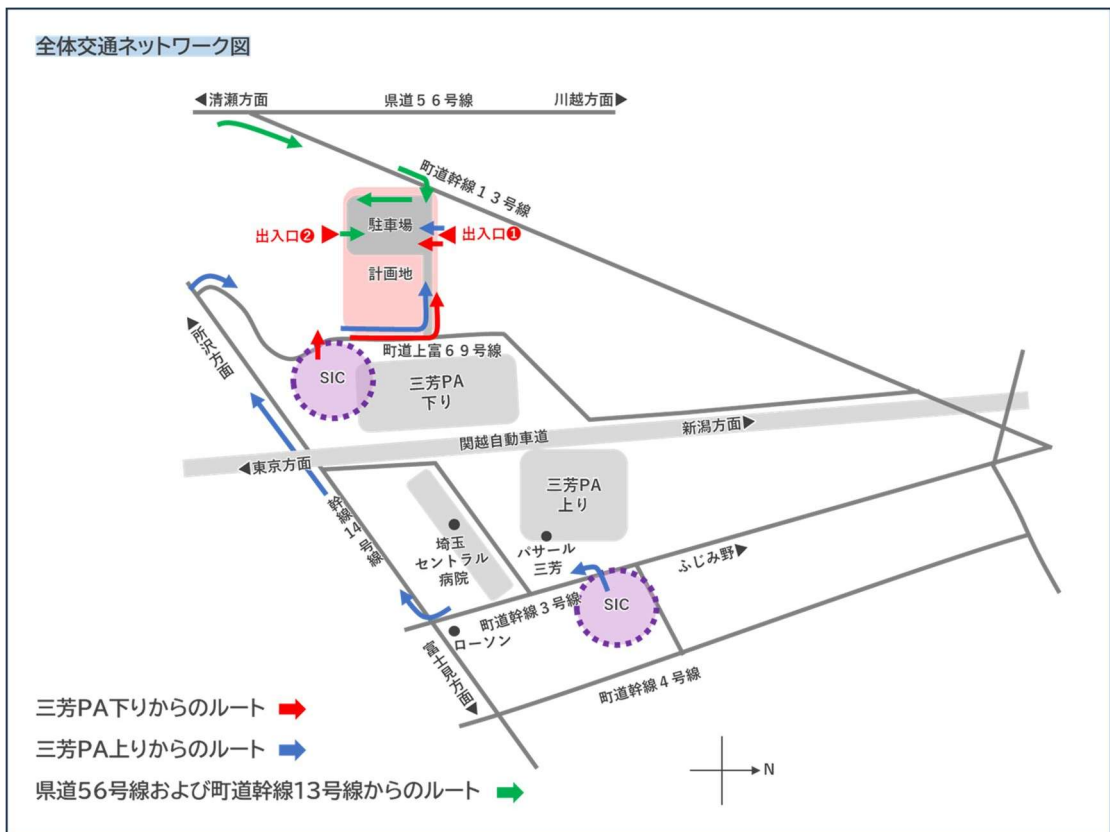 全体交通ネットワーク図
◀清瀬方面
県道56号線
川越方面▶
町道幹線13号線
駐車場
出入口❷
出入口❶
計画地
◀所沢方面
町道上富69号線
SIC
三芳PA
下り
関越自動車道
新潟方面▶
◀東京方面
幹線14号線
三芳PA
上り
埼玉
セントラル
病院
パサール
三芳
ふじみ野▶
SIC
町道幹線3号線
ローソン
富士見方面▶
町道幹線4号線
三芳PA下りからのルート
三芳PA上りからのルート
県道56号線および町道幹線13号線からのルート
N